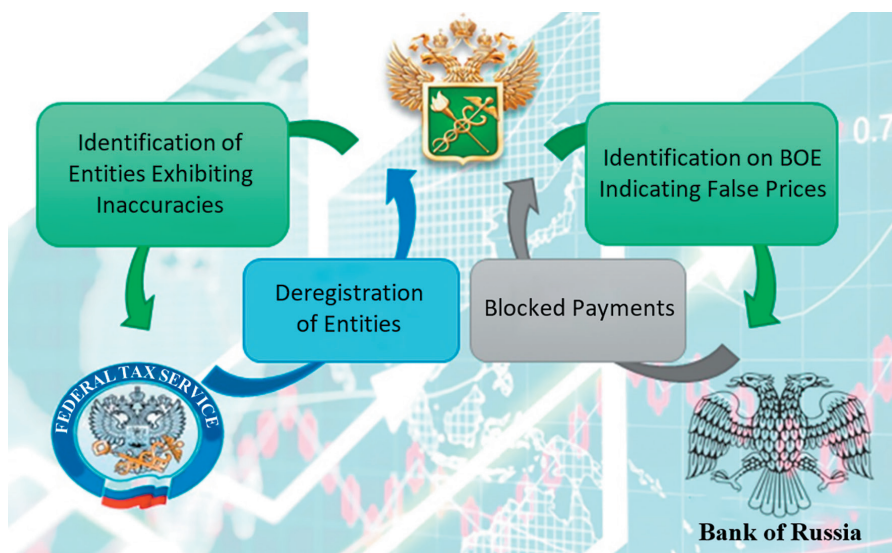 Identification of
Entities Exhibiting
Inaccuracies
Identification on BOE
Indicating False Prices
0.7
Deregistration
of Entities
Blocked Payments
FEDERAL TAX SERVICE
Bank of Russia